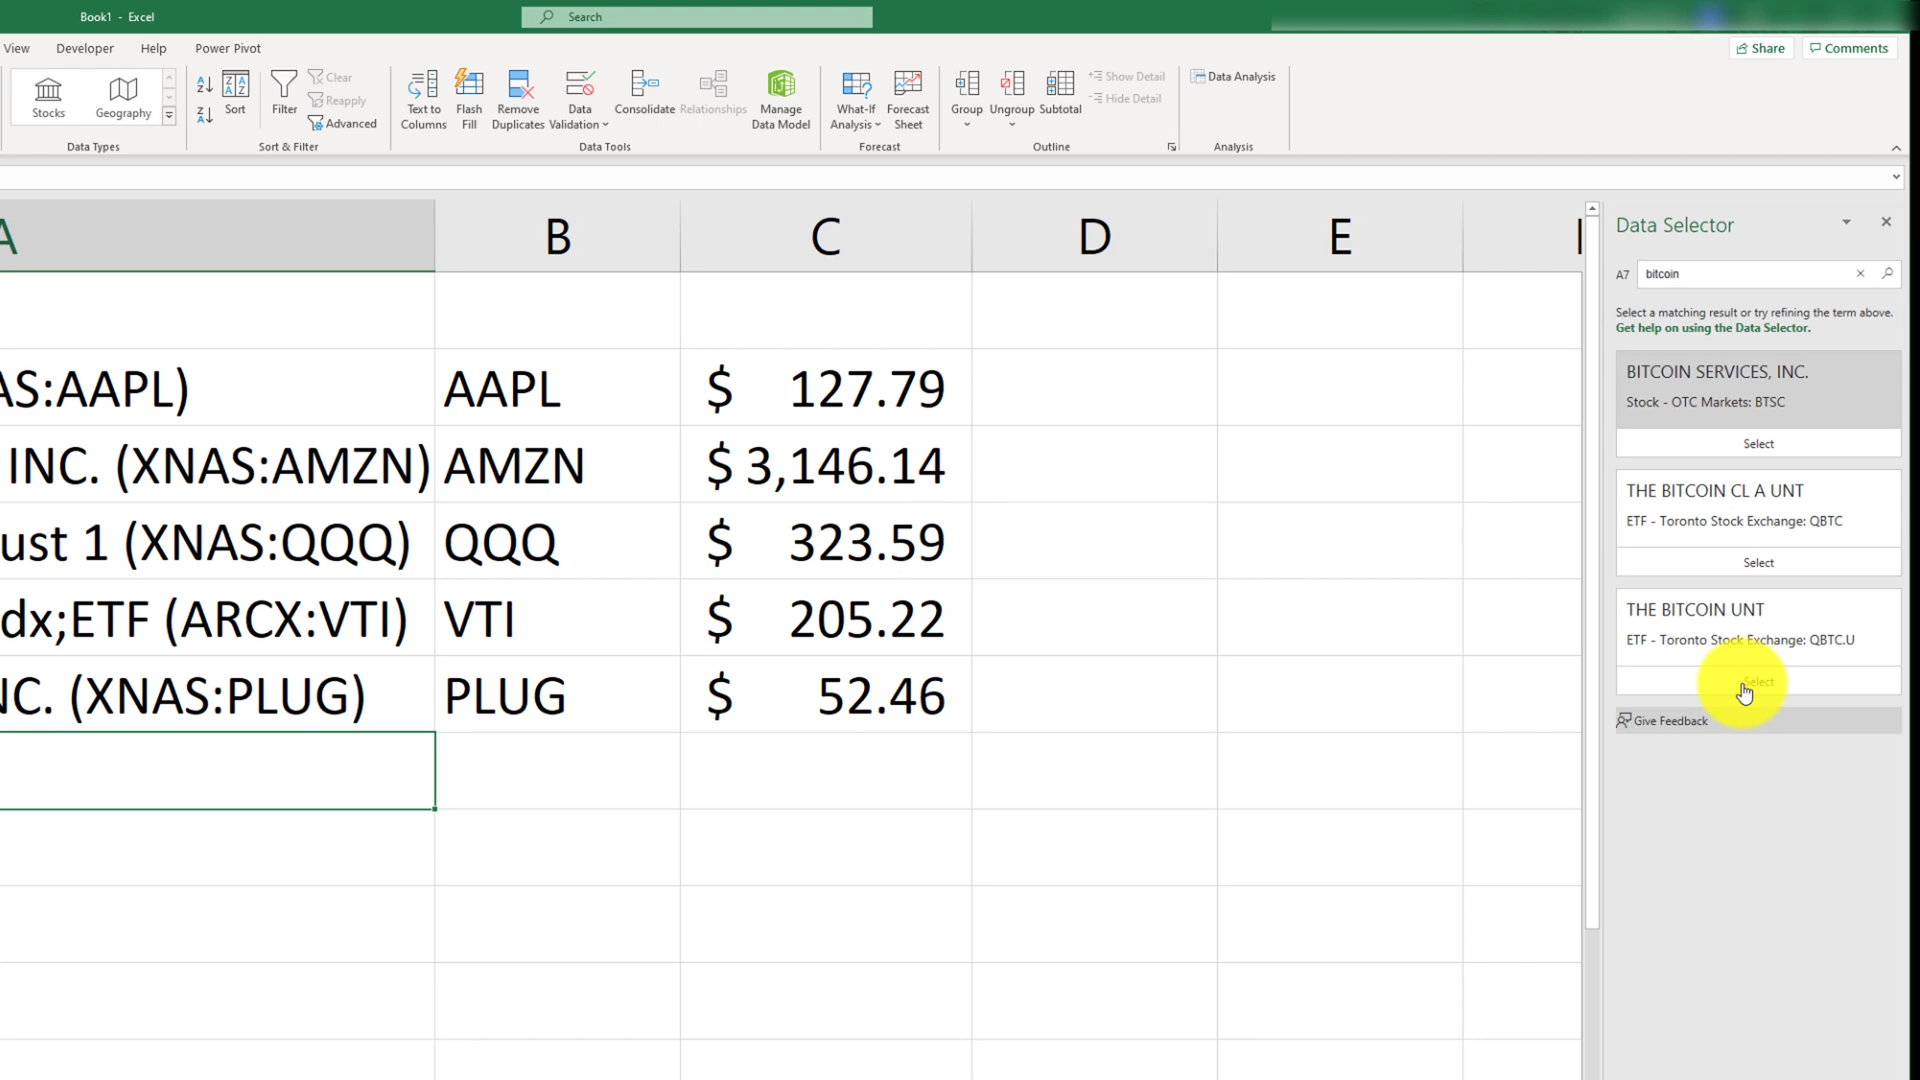 Book1 - Excel
Search
View Developer Help Power Pivot
Share
Comments
Stocks
Geography
Data Types
Sort
Filter
Clear
Reapply
Advanced
Sort & Filter
Text to
Columns
Flash
Fill
Remove
Duplicates
Data
Validation
Consolidate
Relationships
Manage
Data Model
Data Tools
What-If
Analysis
Forecast
Sheet
Forecast
Group
Ungroup
Subtotal
Show Detail
Hide Detail
Outline
Data Analysis
Analysis
A B C D E
AS:AAPL) AAPL $ 127.79
INC. (XNAS:AMZN) AMZN $ 3,146.14
ust 1 (XNAS:QQQ) QQQ $ 323.59
dx;ETF (ARCX:VTI) VTI $ 205.22
NC. (XNAS:PLUG) PLUG $ 52.46
Data Selector
A7 bitcoin
Select a matching result or try refining the term above.
Get help on using the Data Selector.
BITCOIN SERVICES, INC.
Stock - OTC Markets: BTSC
Select
THE BITCOIN CL A UNT
ETF - Toronto Stock Exchange: QBTC
Select
THE BITCOIN UNT
ETF - Toronto Stock Exchange: QBTC.U
Select
Give Feedback